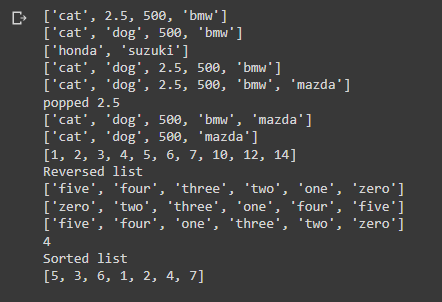 ['cat', 2.5, 500, 'bmw']
['cat', 'dog', 500, 'bmw']
['honda', 'suzuki']
['cat', 'dog', 2.5, 500, 'bmw']
['cat', 'dog', 2.5, 500, 'bmw', 'mazda']
popped 2.5
['cat', 'dog', 500, 'bmw', 'mazda']
['cat', 'dog', 500, 'mazda']
[1, 2, 3, 4, 5, 6, 7, 10, 12, 14]
Reversed list
['five', 'four', 'three', 'two', 'one', 'zero']
['zero', 'two', 'three', 'one', 'four', 'five']
['five', 'four', 'one', 'three', 'two', 'zero']
4
Sorted list
[5, 3, 6, 1, 2, 4, 7]